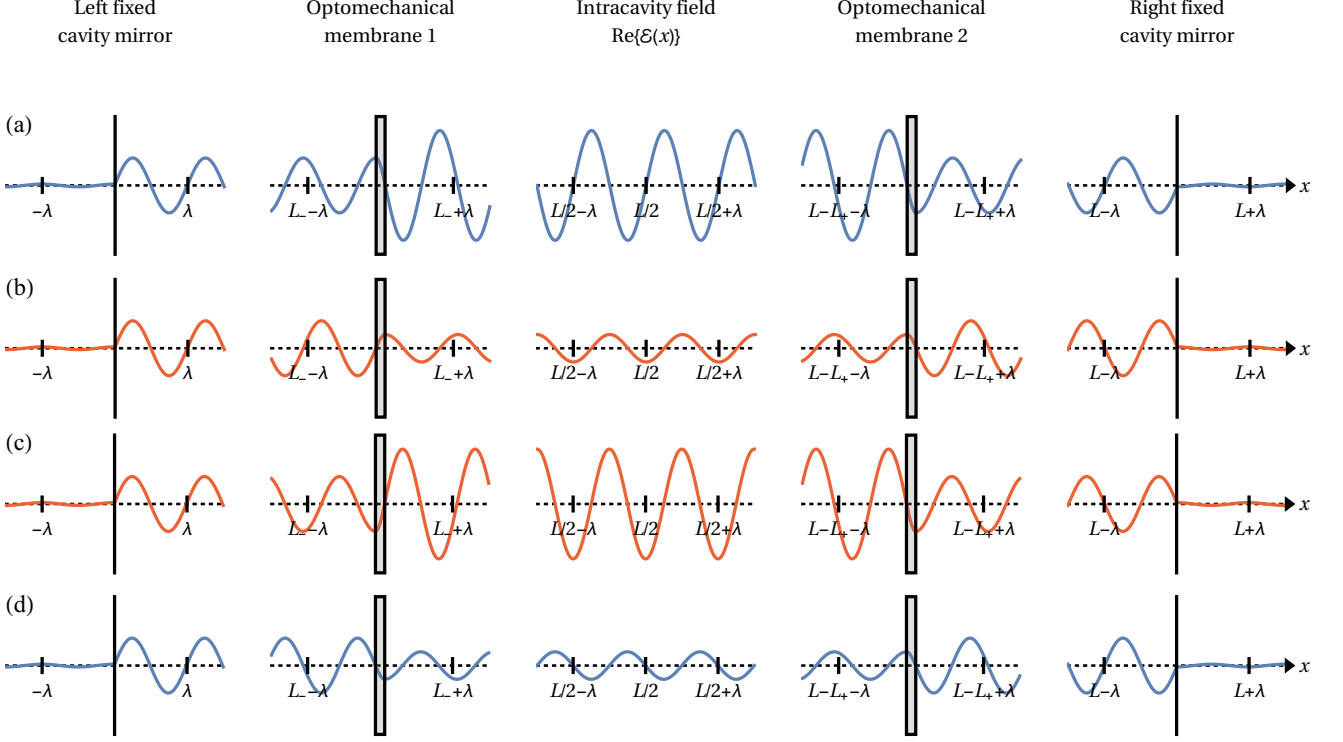 Left fixed
cavity mirror
Optomechanical
membrane 1
Intracavity field
Re{ℰ(x)}
Optomechanical
membrane 2
Right fixed
cavity mirror
(a)
−λ
λ
L₋−λ
L₋+λ
L/2−λ
L/2
L/2+λ
L−L₊−λ
L−L₊+λ
L−λ
L+λ
x
(b)
−λ
λ
L₋−λ
L₋+λ
L/2−λ
L/2
L/2+λ
L−L₊−λ
L−L₊+λ
L−λ
L+λ
x
(c)
−λ
λ
L₋−λ
L₋+λ
L/2−λ
L/2
L/2+λ
L−L₊−λ
L−L₊+λ
L−λ
L+λ
x
(d)
−λ
λ
L₋−λ
L₋+λ
L/2−λ
L/2
L/2+λ
L−L₊−λ
L−L₊+λ
L−λ
L+λ
x